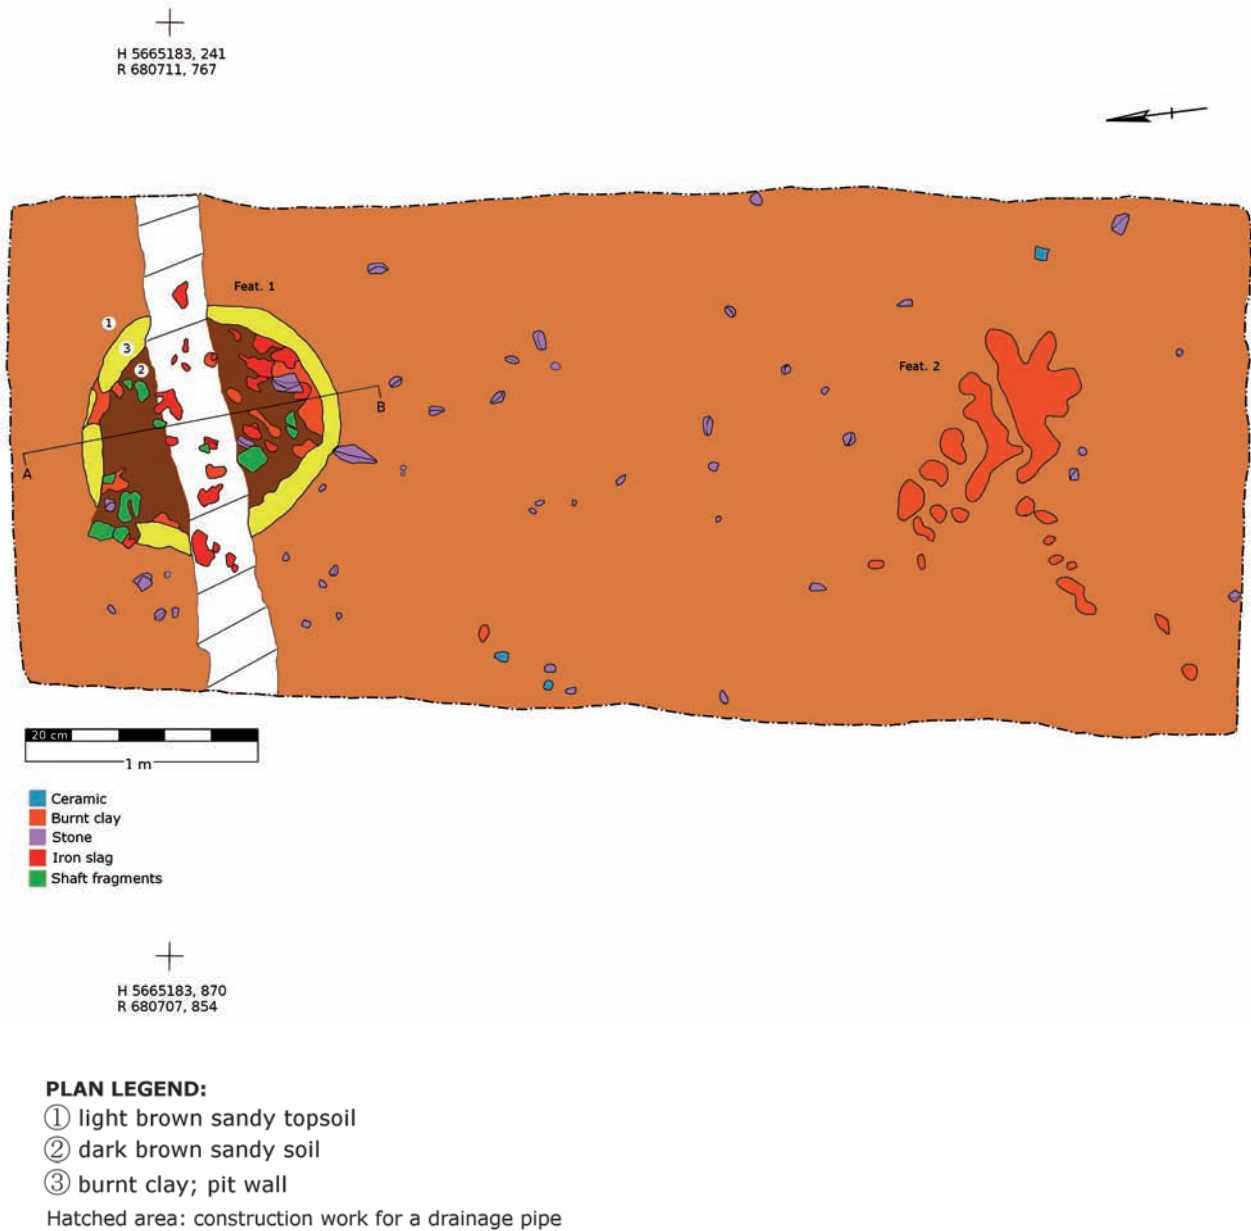 H 5665183, 241
R 680711, 767
Feat. 1
1
3
2
Feat. 2
B
A
20 cm
1 m
Ceramic
Burnt clay
Stone
Iron slag
Shaft fragments
H 5665183, 870
R 680707, 854
PLAN LEGEND:
① light brown sandy topsoil
② dark brown sandy soil
③ burnt clay; pit wall
Hatched area: construction work for a drainage pipe